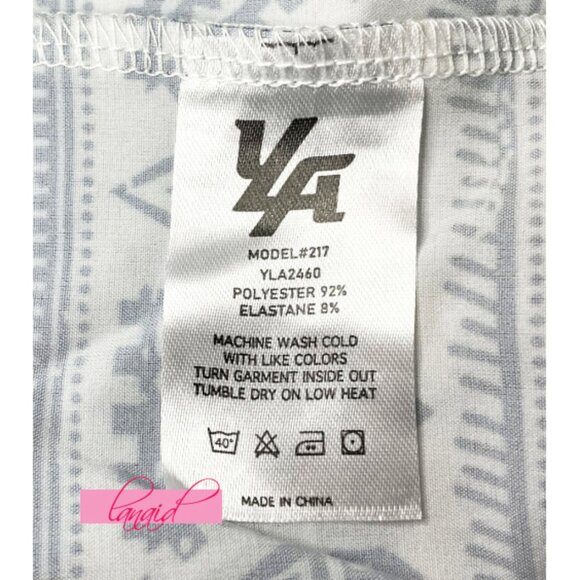 YA
MODEL#217
YLA2460
POLYESTER 92%
ELASTANE 8%
MACHINE WASH COLD
WITH LIKE COLORS
TURN GARMENT INSIDE OUT
TUMBLE DRY ON LOW HEAT
40°
MADE IN CHINA
lanaid